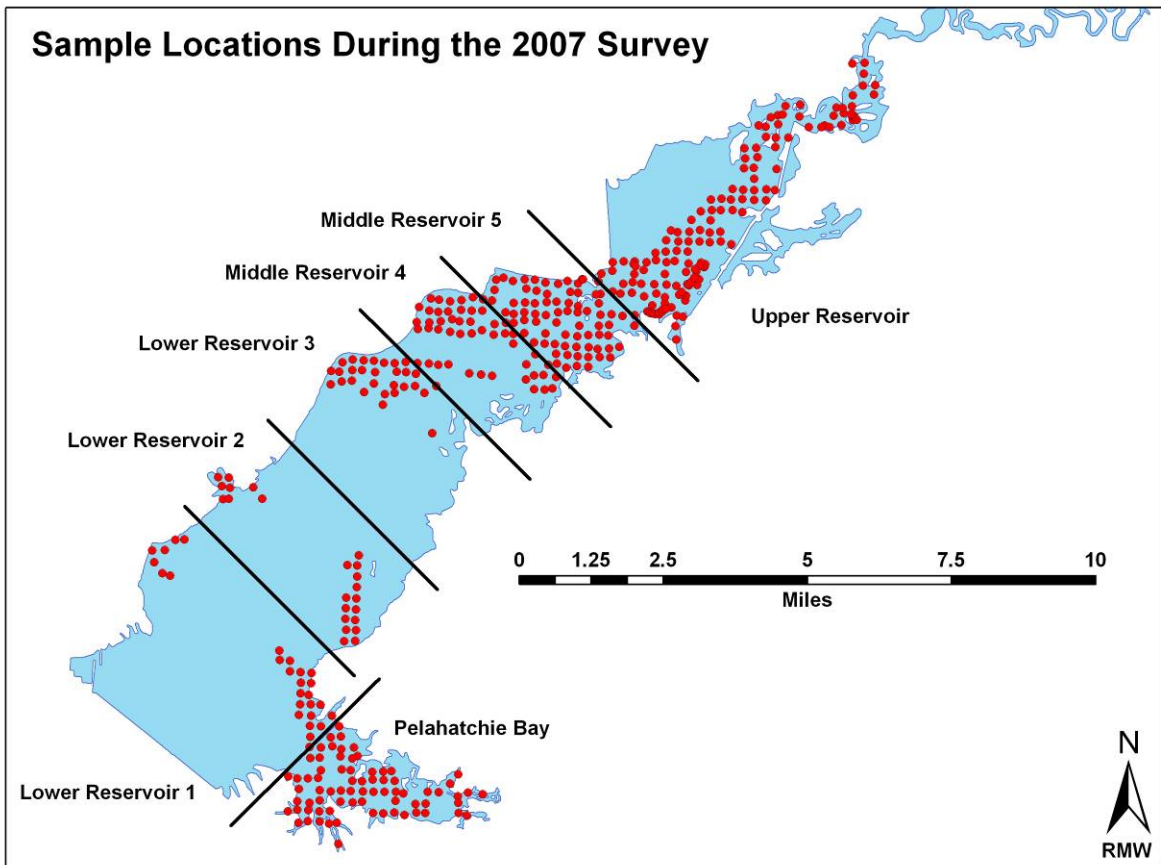 Sample Locations During the 2007 Survey
Middle Reservoir 5
Middle Reservoir 4
Upper Reservoir
Lower Reservoir 3
Lower Reservoir 2
0 1.25 2.5 5 7.5 10
Miles
Pelahatchie Bay
Lower Reservoir 1
N
RMW